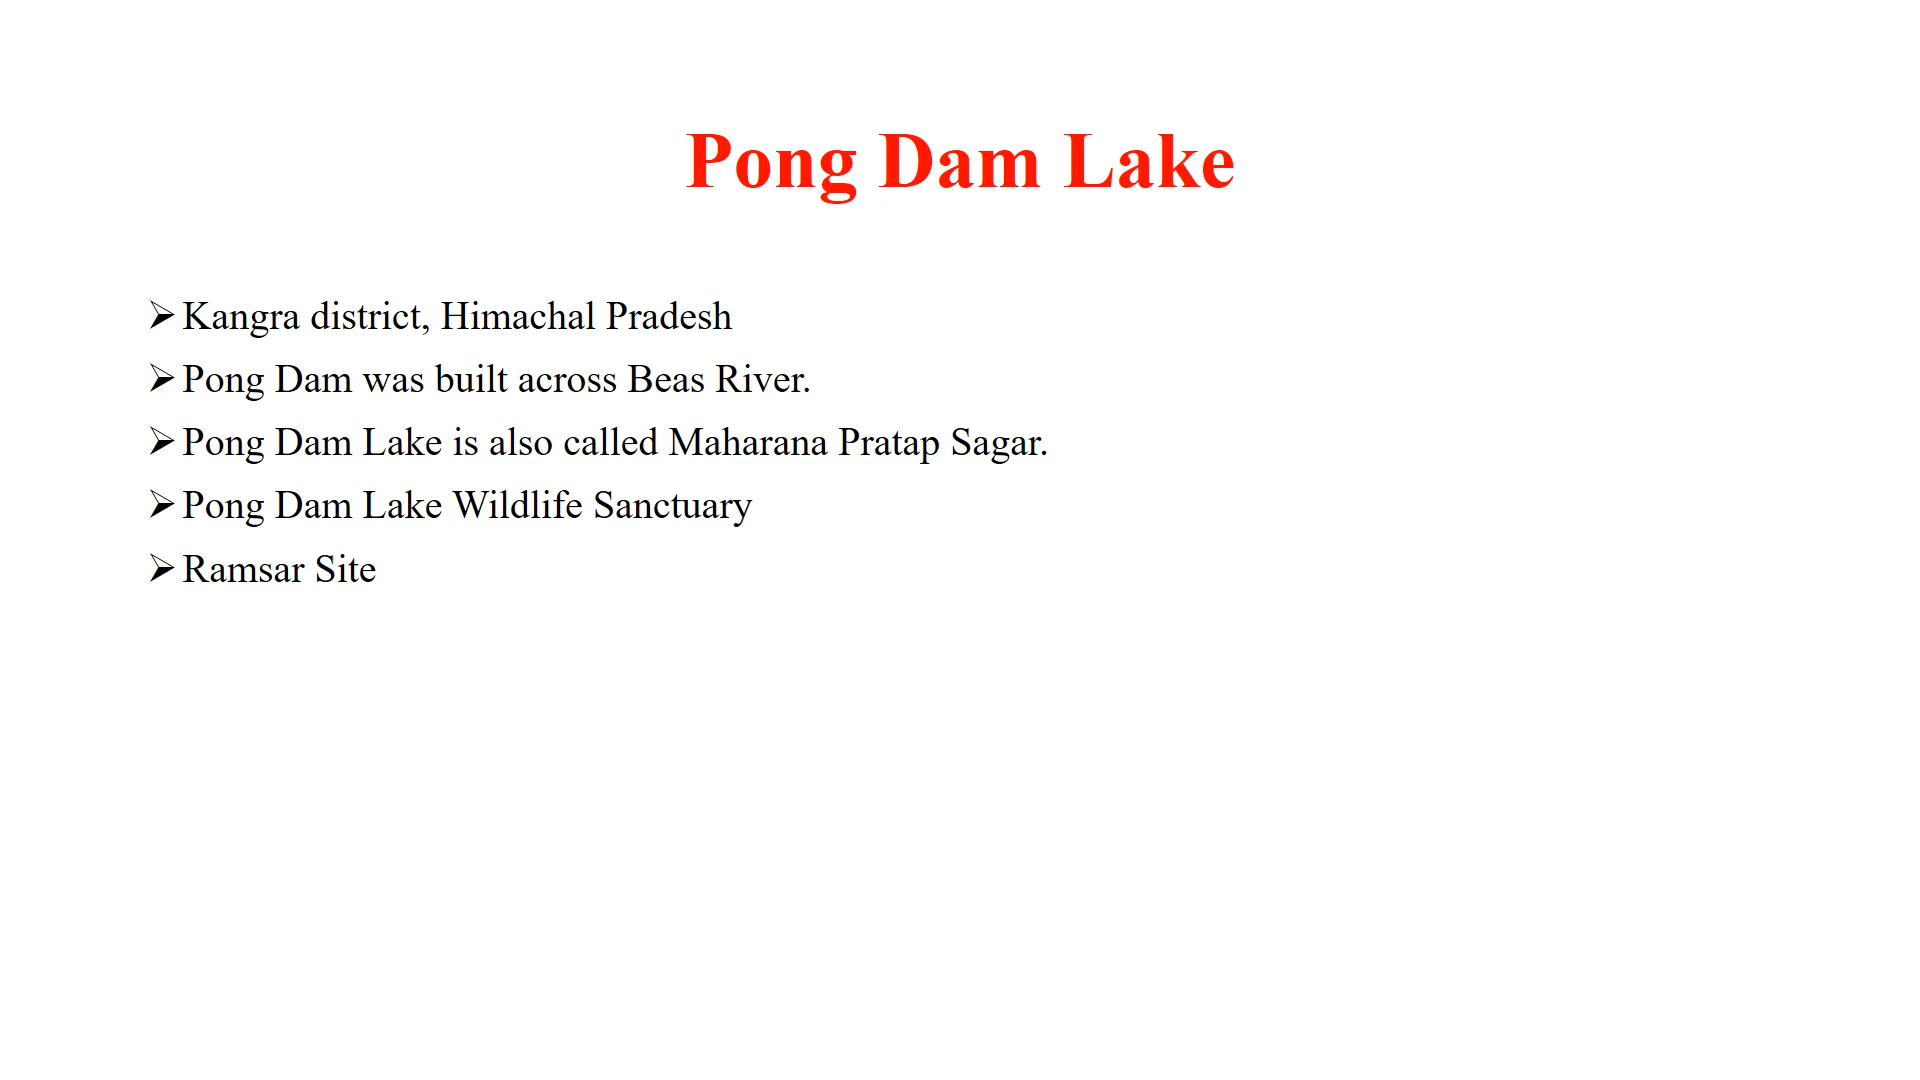 Pong Dam Lake
➢Kangra district, Himachal Pradesh
➢Pong Dam was built across Beas River.
➢Pong Dam Lake is also called Maharana Pratap Sagar.
➢Pong Dam Lake Wildlife Sanctuary
➢Ramsar Site